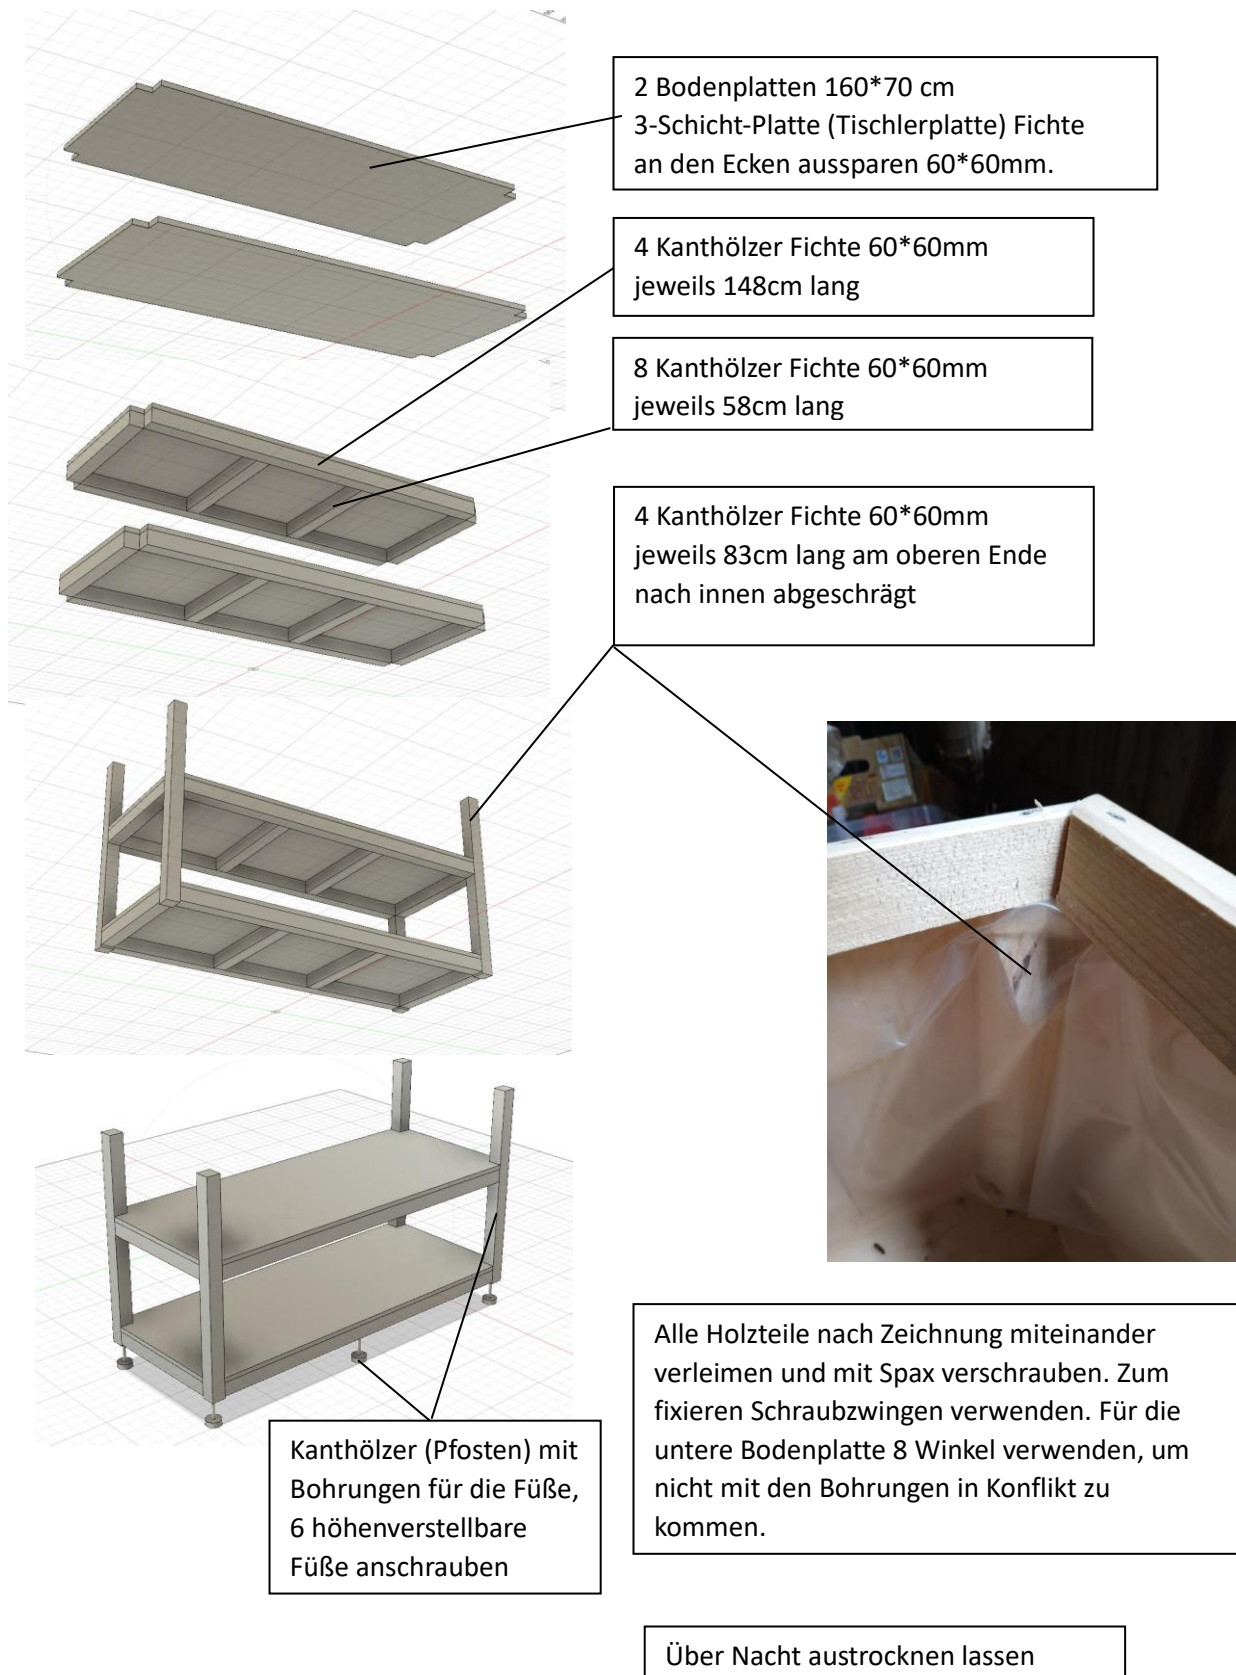 2 Bodenplatten 160*70 cm
3-Schicht-Platte (Tischlerplatte) Fichte
an den Ecken aussparen 60*60mm.
4 Kanthölzer Fichte 60*60mm
jeweils 148cm lang
8 Kanthölzer Fichte 60*60mm
jeweils 58cm lang
4 Kanthölzer Fichte 60*60mm
jeweils 83cm lang am oberen Ende
nach innen abgeschrägt
Alle Holzteile nach Zeichnung miteinander
verleimen und mit Spax verschrauben. Zum
fixieren Schraubzwingen verwenden. Für die
untere Bodenplatte 8 Winkel verwenden, um
nicht mit den Bohrungen in Konflikt zu
kommen.
Kanthölzer (Pfosten) mit
Bohrungen für die Füße,
6 höhenverstellbare
Füße anschrauben
Über Nacht austrocknen lassen